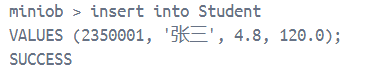 miniob > insert into Student
VALUES (2350001, '张三', 4.8, 120.0);
SUCCESS